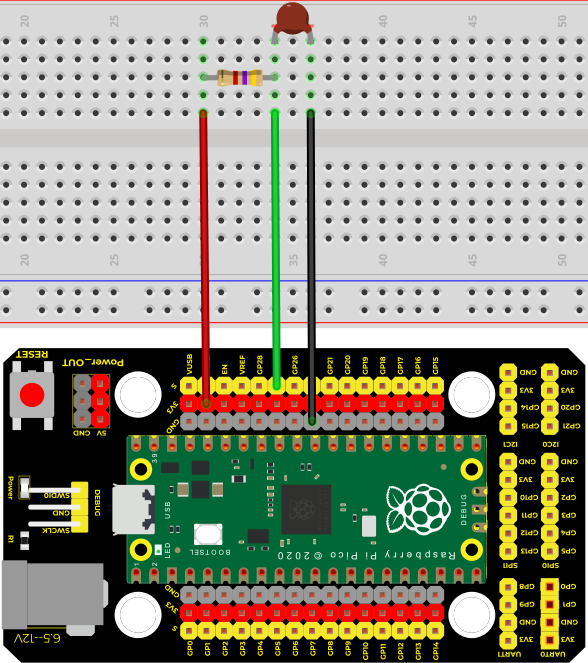 20 25 30 40 45 50
20 25 35 40 45 50
RESET
Power_OUT
GND 5V
VUSB EN VREF GP28 GP26 GP21 GP20 GP19 GP18 GP17 GP16 GP15
S
3V3
GND
GND GND
3V3 3V3
GP14 GP20
GP15 GP21
I2C1 I2C0
Power
SWDIO
GND
SWCLK
DEBUG
R1
39
USB
LED
1 2
BOOTSEL
Raspberry Pi Pico © 2020
DEBUG
GND GND
3V3 3V3
GP10 GP2
GP11 GP3
GP12 GP4
GP13 GP5
SPI1 SPI0
GND
3V3
S
GP0 GP1 GP2 GP3 GP4 GP5 GP6 GP7 GP8 GP9 GP10 GP11 GP12 GP13 GP14
GP8 GP0
GP9 GP1
GND GND
3V3 3V3
UART1 UART0
6.5--12V